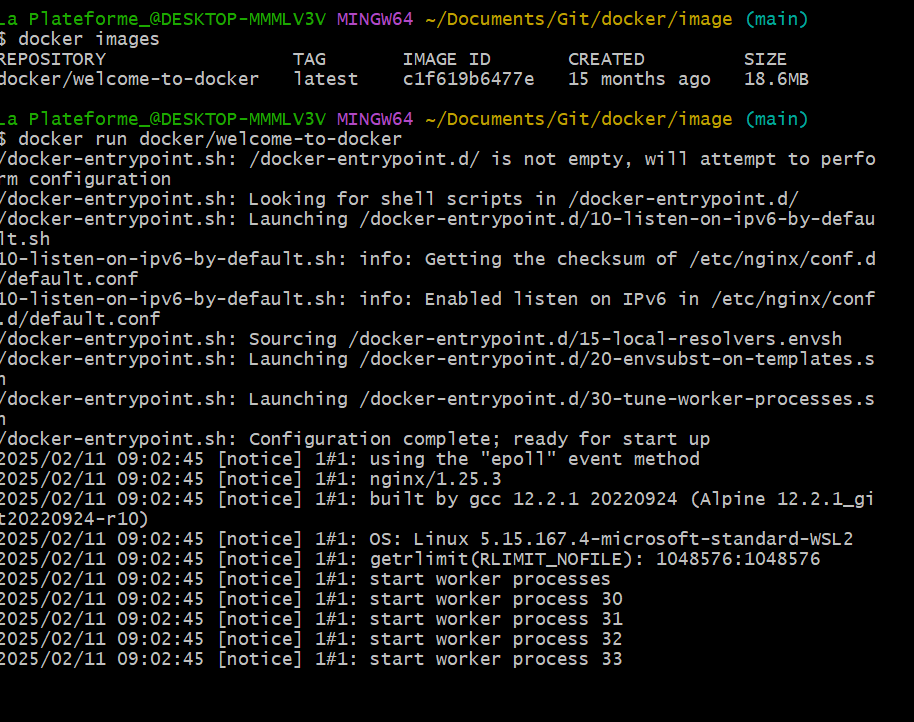 La Plateforme_@DESKTOP-MMMLV3V MINGW64 ~/Documents/Git/docker/image (main)
$ docker images
REPOSITORY                 TAG       IMAGE ID       CREATED         SIZE
docker/welcome-to-docker   latest    c1f619b6477e   15 months ago   18.6MB

La Plateforme_@DESKTOP-MMMLV3V MINGW64 ~/Documents/Git/docker/image (main)
$ docker run docker/welcome-to-docker
/docker-entrypoint.sh: /docker-entrypoint.d/ is not empty, will attempt to perfo
rm configuration
/docker-entrypoint.sh: Looking for shell scripts in /docker-entrypoint.d/
/docker-entrypoint.sh: Launching /docker-entrypoint.d/10-listen-on-ipv6-by-defau
lt.sh
10-listen-on-ipv6-by-default.sh: info: Getting the checksum of /etc/nginx/conf.d
/default.conf
10-listen-on-ipv6-by-default.sh: info: Enabled listen on IPv6 in /etc/nginx/conf
.d/default.conf
/docker-entrypoint.sh: Sourcing /docker-entrypoint.d/15-local-resolvers.envsh
/docker-entrypoint.sh: Launching /docker-entrypoint.d/20-envsubst-on-templates.s
h
/docker-entrypoint.sh: Launching /docker-entrypoint.d/30-tune-worker-processes.s
h
/docker-entrypoint.sh: Configuration complete; ready for start up
2025/02/11 09:02:45 [notice] 1#1: using the "epoll" event method
2025/02/11 09:02:45 [notice] 1#1: nginx/1.25.3
2025/02/11 09:02:45 [notice] 1#1: built by gcc 12.2.1 20220924 (Alpine 12.2.1_gi
t20220924-r10)
2025/02/11 09:02:45 [notice] 1#1: OS: Linux 5.15.167.4-microsoft-standard-WSL2
2025/02/11 09:02:45 [notice] 1#1: getrlimit(RLIMIT_NOFILE): 1048576:1048576
2025/02/11 09:02:45 [notice] 1#1: start worker processes
2025/02/11 09:02:45 [notice] 1#1: start worker process 30
2025/02/11 09:02:45 [notice] 1#1: start worker process 31
2025/02/11 09:02:45 [notice] 1#1: start worker process 32
2025/02/11 09:02:45 [notice] 1#1: start worker process 33